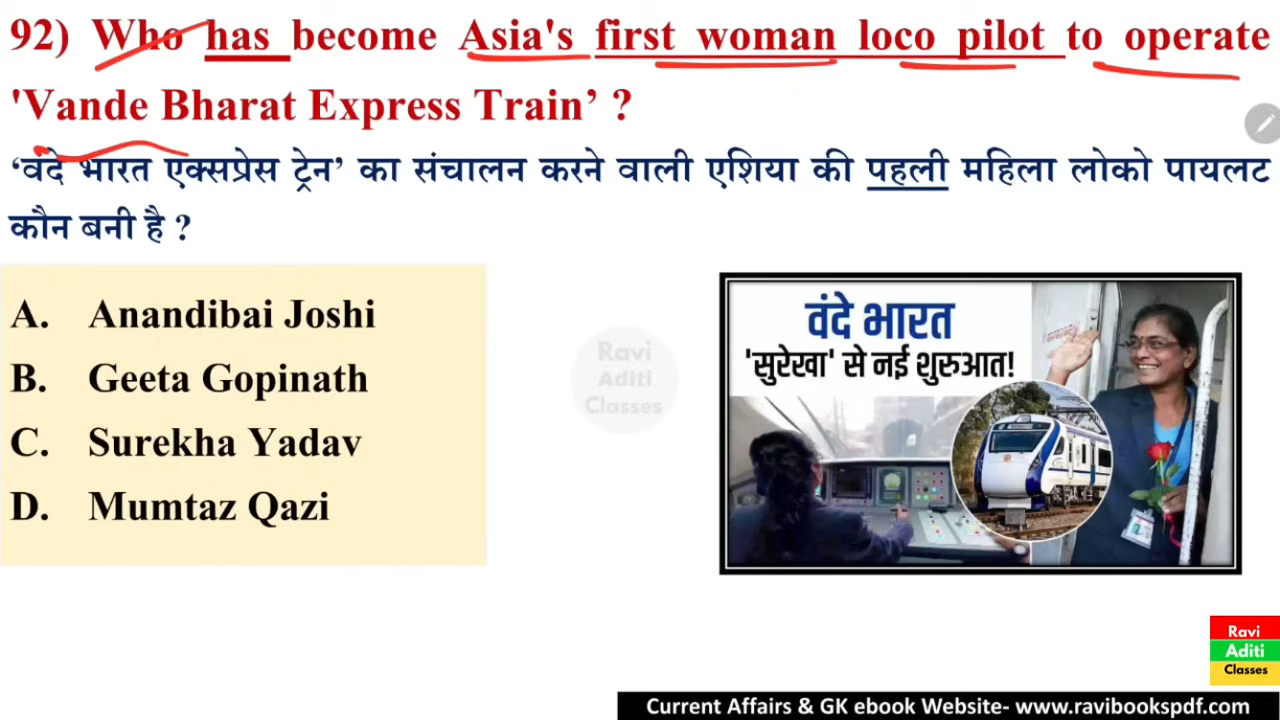 92) Who has become Asia's first woman loco pilot to operate
'Vande Bharat Express Train’ ?
‘वंदे भारत एक्सप्रेस ट्रेन’ का संचालन करने वाली एशिया की पहली महिला लोको पायलट
कौन बनी है ?
A. Anandibai Joshi
B. Geeta Gopinath
C. Surekha Yadav
D. Mumtaz Qazi
वंदे भारत
'सुरेखा' से नई शुरुआत!
Ravi
Aditi
Classes
Ravi
Aditi
Classes
Current Affairs & GK ebook Website- www.ravibookspdf.com